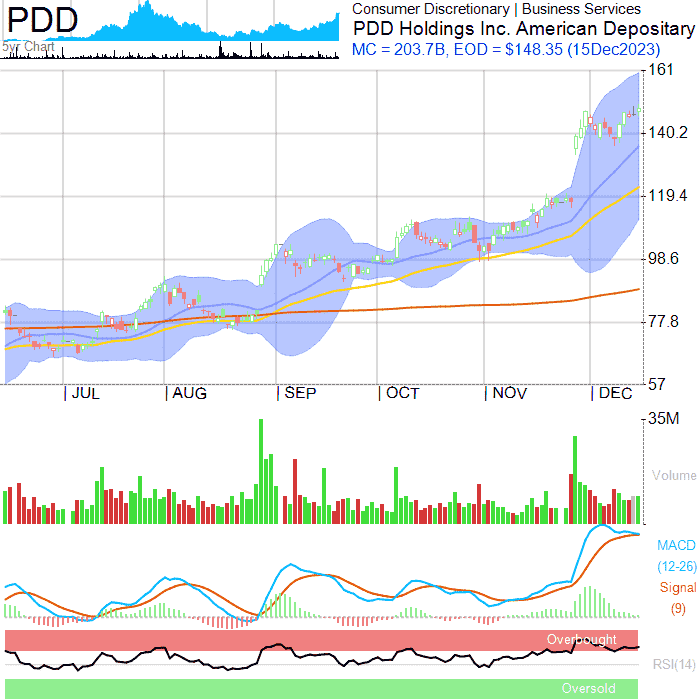 PDD
5yr Chart
Consumer Discretionary | Business Services
PDD Holdings Inc. American Depositary
MC = 203.7B, EOD = $148.35 (15Dec2023)
161
140.2
119.4
98.6
77.8
57
JUL AUG SEP OCT NOV DEC
35M
Volume
MACD
(12-26)
Signal
(9)
Overbought
RSI(14)
Oversold